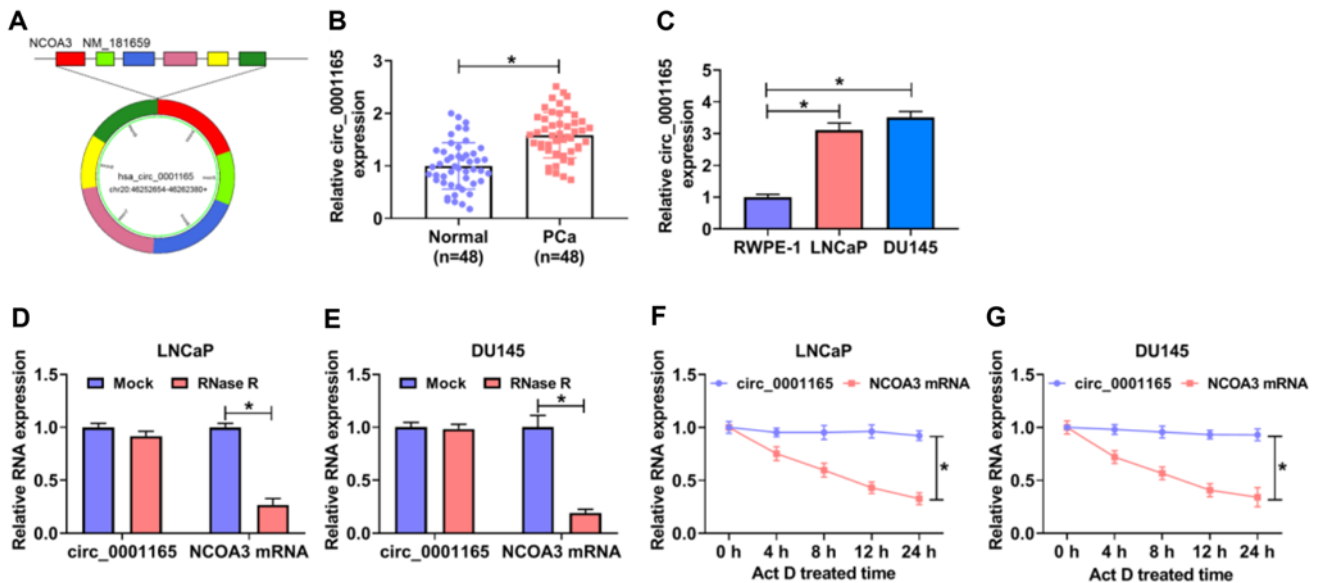 A
NCOA3 NM_181659
hsa_circ_0001165
chr20:46252654-46262380+
B
Relative circ_0001165
expression
3
2
1
0
*
Normal
(n=48)
PCa
(n=48)
C
Relative circ_0001165
expression
5
4
3
2
1
0
*
*
RWPE-1 LNCaP DU145
D
LNCaP
Relative RNA expression
1.5
1.0
0.5
0.0
Mock RNase R
*
circ_0001165 NCOA3 mRNA
E
DU145
Relative RNA expression
1.5
1.0
0.5
0.0
Mock RNase R
*
circ_0001165 NCOA3 mRNA
F
LNCaP
Relative RNA expression
1.5
1.0
0.5
0.0
circ_0001165 NCOA3 mRNA
*
0 h 4 h 8 h 12 h 24 h
Act D treated time
G
DU145
Relative RNA expression
1.5
1.0
0.5
0.0
circ_0001165 NCOA3 mRNA
*
0 h 4 h 8 h 12 h 24 h
Act D treated time